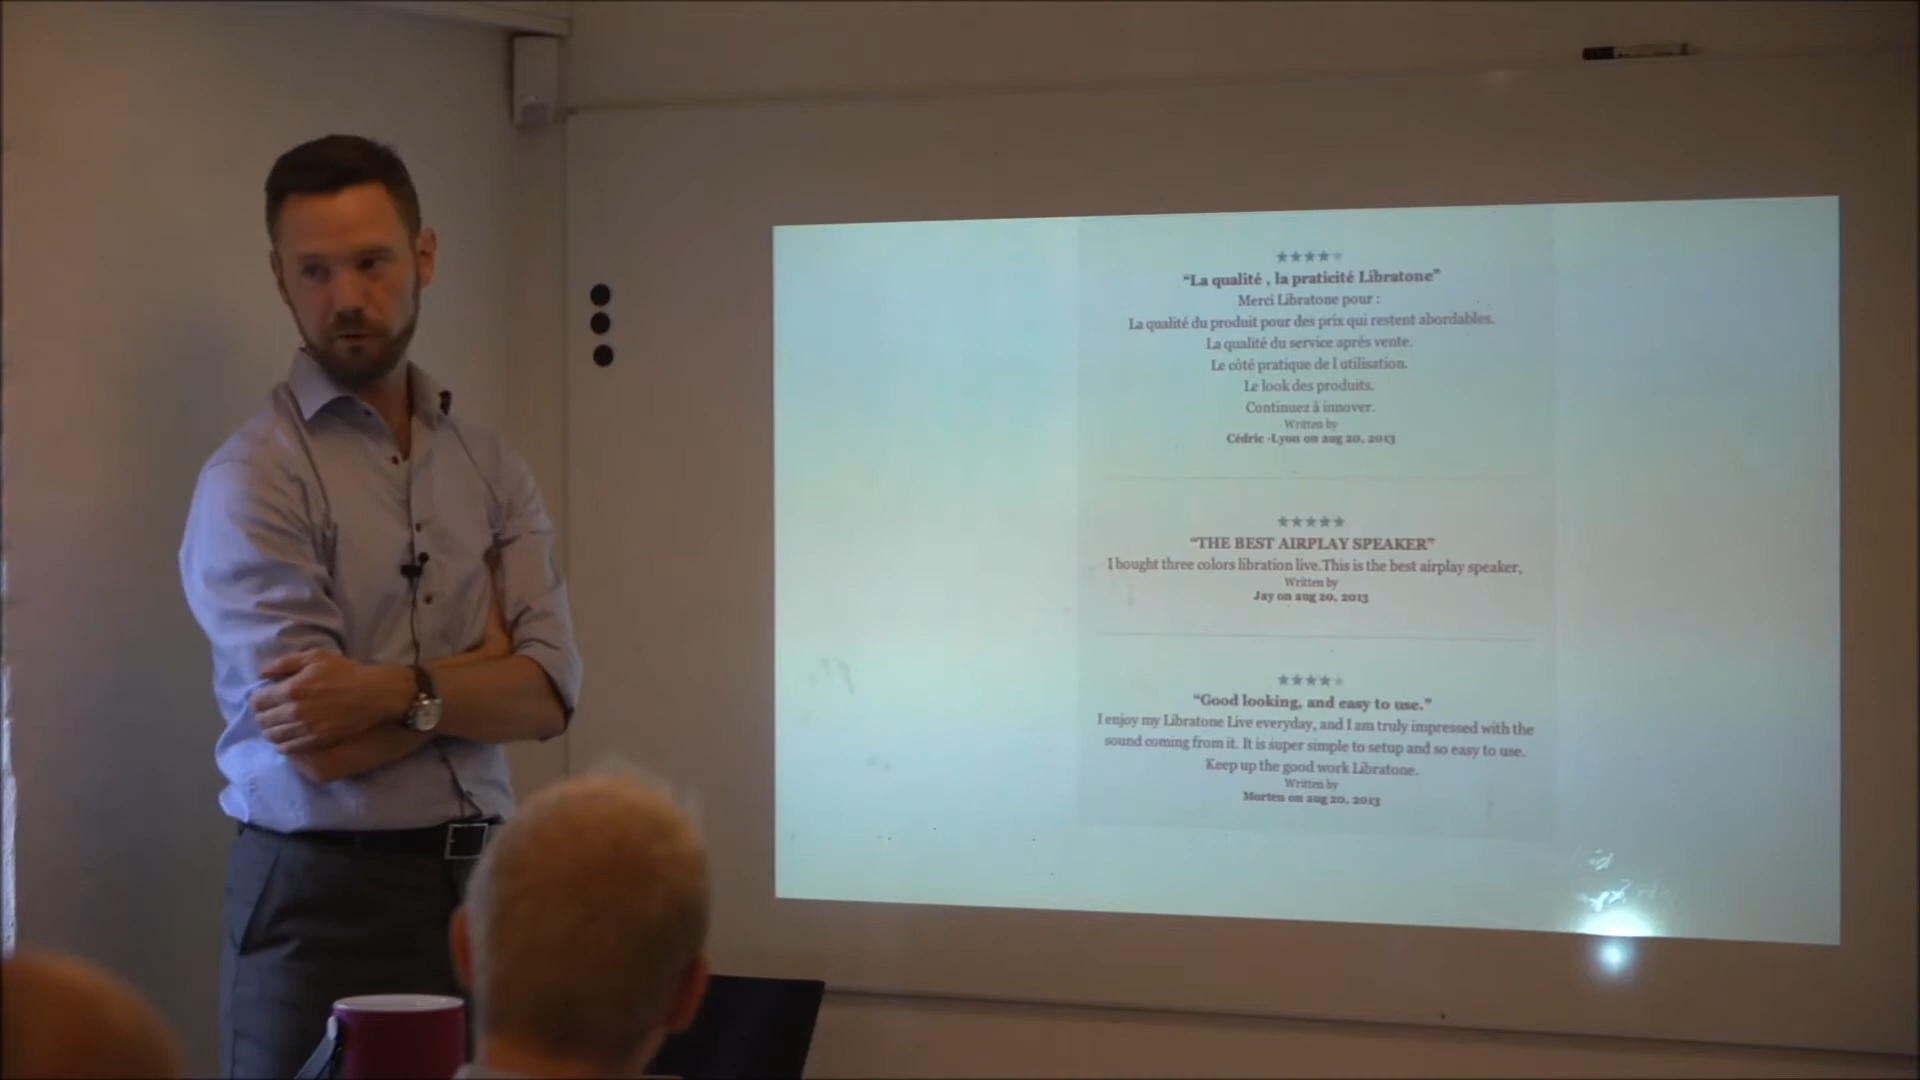 ★★★★★
“La qualité , la praticité Libratone”
Merci Libratone pour :
La qualité du produit pour des prix qui restent abordables.
La qualité du service après vente.
Le côté pratique de l utilisation.
Le look des produits.
Continuez à innover.
Written by
Cédric -Lyon on aug 20, 2013
★★★★★
“THE BEST AIRPLAY SPEAKER”
I bought three colors libration live.This is the best airplay speaker,
Written by
Jay on aug 20, 2013
★★★★★
“Good looking, and easy to use.”
I enjoy my Libratone Live everyday, and I am truly impressed with the
sound coming from it. It is super simple to setup and so easy to use.
Keep up the good work Libratone.
Written by
Morten on aug 20, 2013